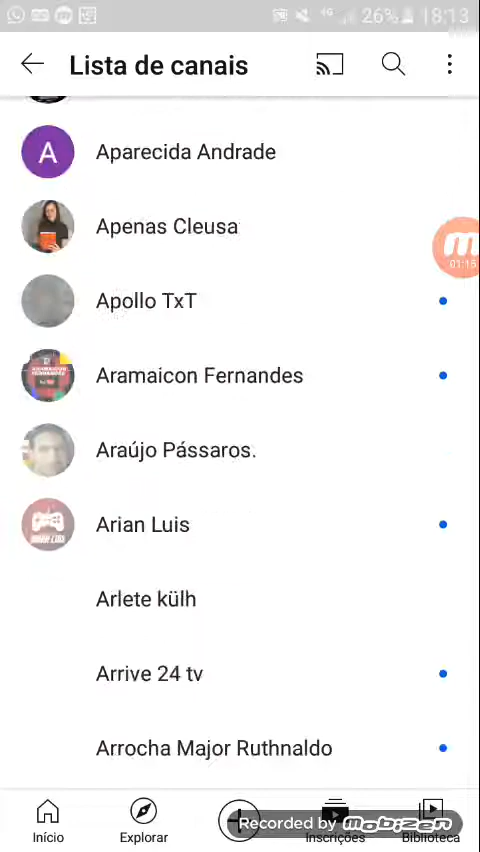 4G 26% 18:13
Lista de canais
A Aparecida Andrade
Apenas Cleusa
01:15
Apollo TxT
Aramaicon Fernandes
Araújo Pássaros.
Arian Luis
Arlete külh
Arrive 24 tv
Arrocha Major Ruthnaldo
Recorded by mobizen
Início Explorar Inscrições Biblioteca